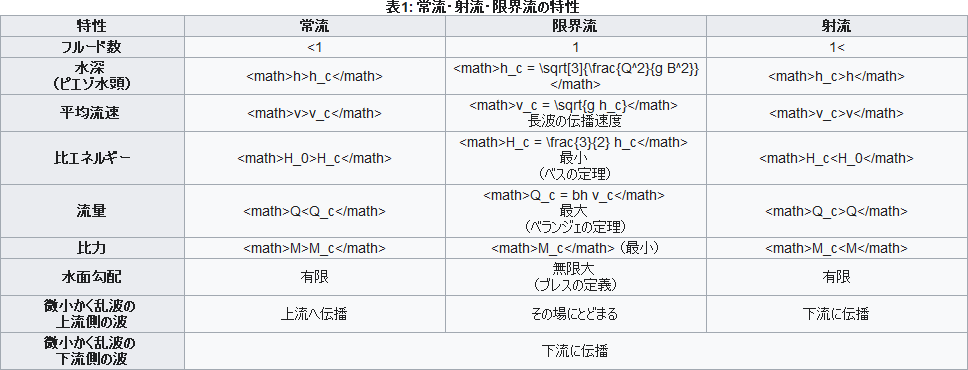 表1: 常流・射流・限界流の特性
特性 常流 限界流 射流
フルード数 <1 1 1<
水深
(ピエゾ水頭) <math>h>h_c</math> <math>h_c = \sqrt[3]{\frac{Q^2}{g B^2}}
</math> <math>h_c>h</math>
平均流速 <math>v>v_c</math> <math>v_c = \sqrt{g h_c}</math>
長波の伝播速度 <math>v_c>v</math>
比エネルギー <math>H_0>H_c</math> <math>H_c = \frac{3}{2} h_c</math>
最小
(ベスの定理) <math>H_c<H_0</math>
流量 <math>Q<Q_c</math> <math>Q_c = bh v_c</math>
最大
(ベランジェの定理) <math>Q_c>Q</math>
比力 <math>M>M_c</math> <math>M_c</math> (最小) <math>M_c<M</math>
水面勾配 有限 無限大
(ブレスの定義) 有限
微小かく乱波の
上流側の波 上流へ伝播 その場にとどまる 下流に伝播
微小かく乱波の
下流側の波 下流に伝播